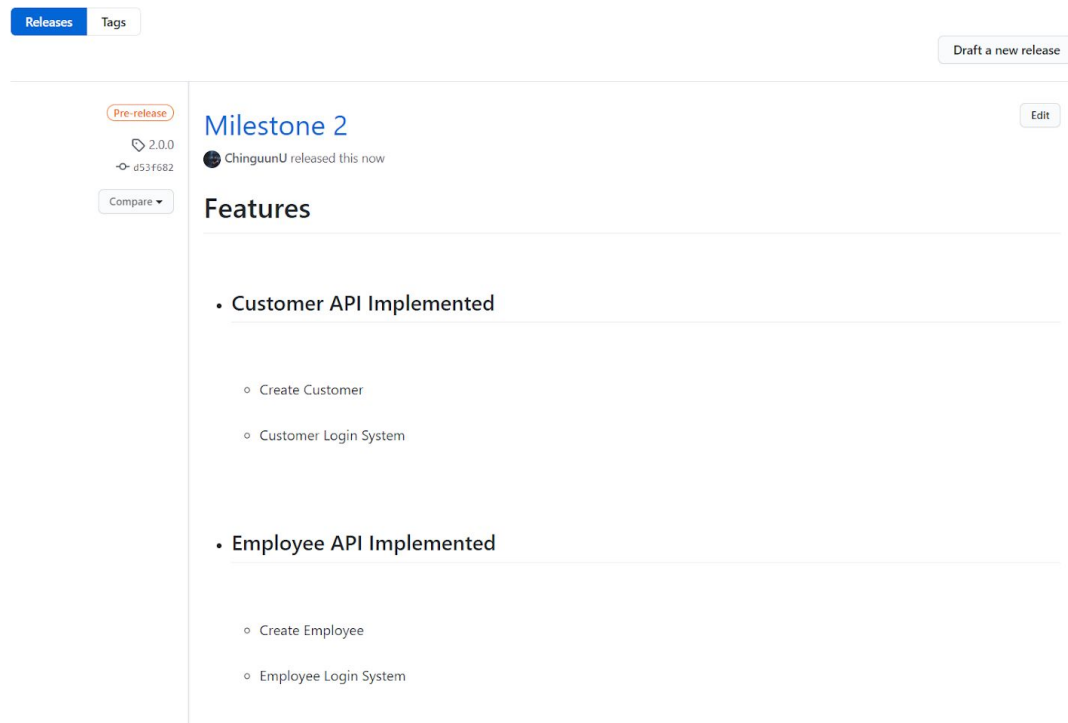 Releases Tags
Draft a new release
Pre-release
2.0.0
d53f682
Compare
Milestone 2
Edit
ChinguunU released this now
Features
Customer API Implemented
Create Customer
Customer Login System
Employee API Implemented
Create Employee
Employee Login System